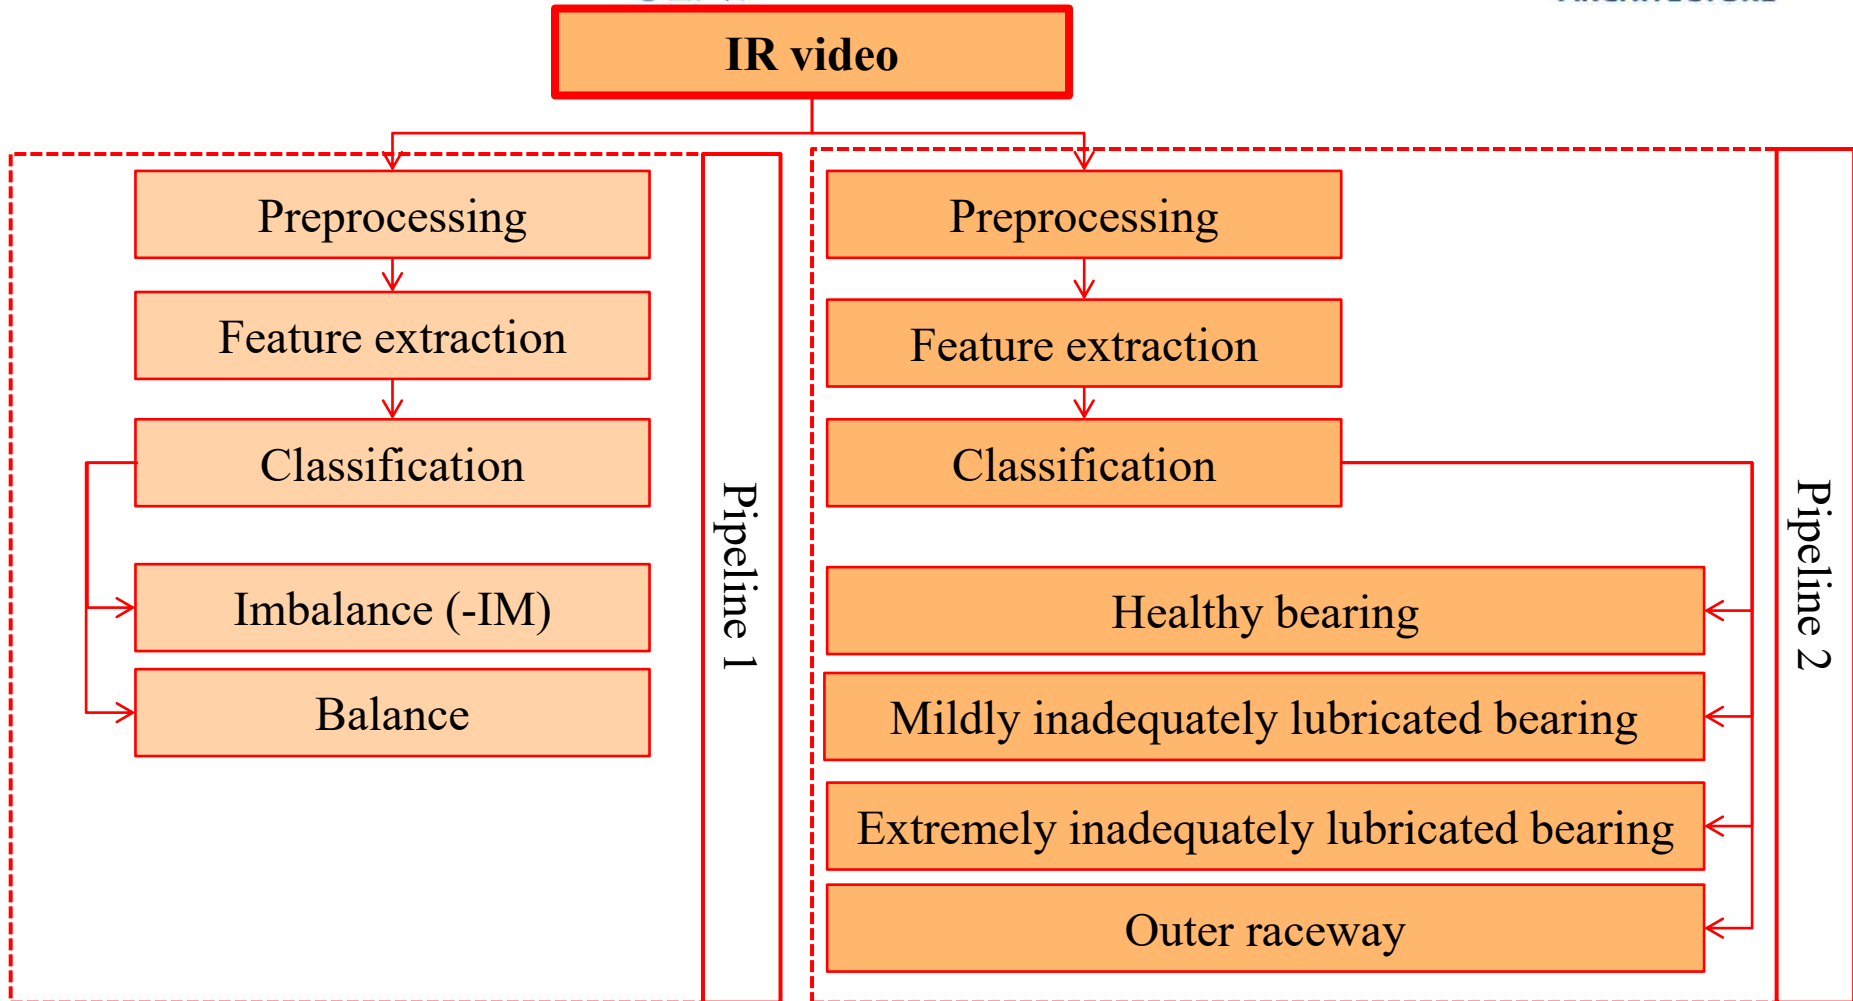 IR video
Preprocessing
Feature extraction
Classification
Imbalance (-IM)
Balance
Pipeline 1
Preprocessing
Feature extraction
Classification
Healthy bearing
Mildly inadequately lubricated bearing
Extremely inadequately lubricated bearing
Outer raceway
Pipeline 2